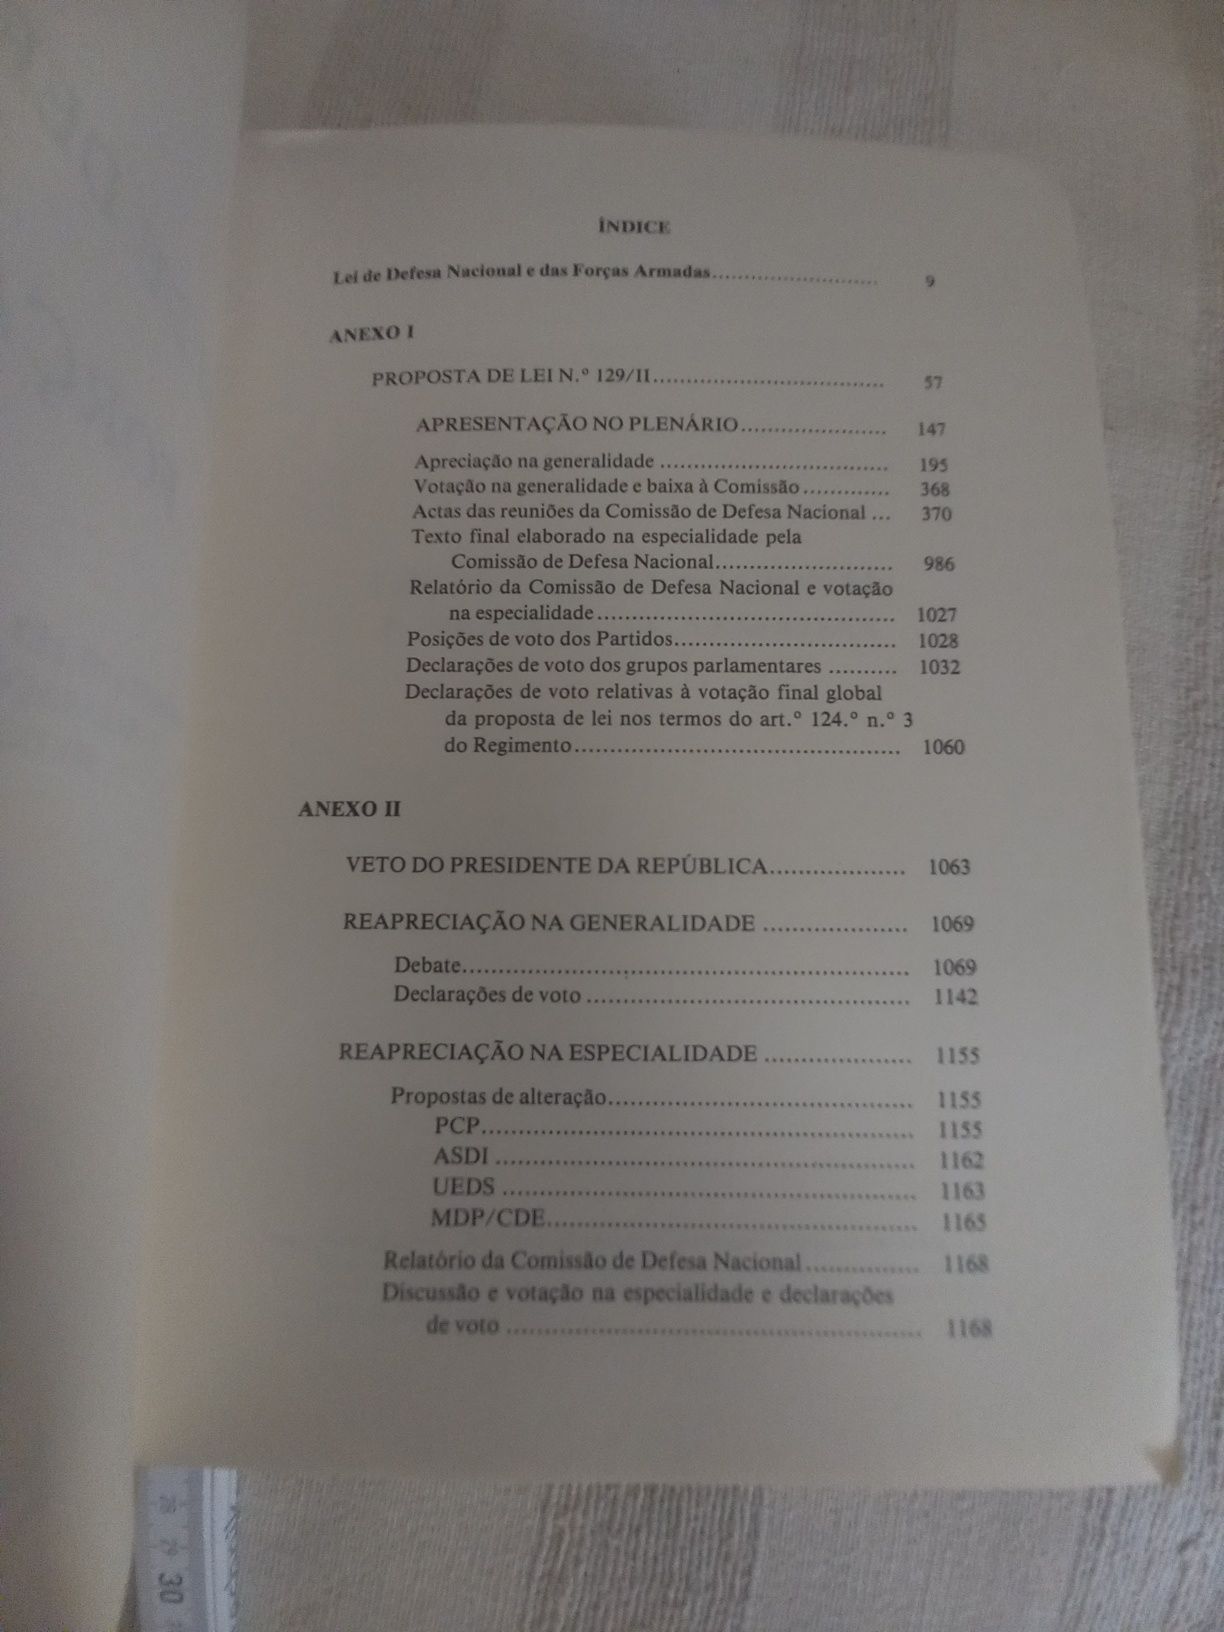 ÍNDICE
Lei de Defesa Nacional e das Forças Armadas........................ 9
ANEXO I
PROPOSTA DE LEI N.º 129/II.................................. 57
APRESENTAÇÃO NO PLENÁRIO...................... 147
Apreciação na generalidade .................................. 195
Votação na generalidade e baixa à Comissão ............. 368
Actas das reuniões da Comissão de Defesa Nacional ... 370
Texto final elaborado na especialidade pela
Comissão de Defesa Nacional.......................... 986
Relatório da Comissão de Defesa Nacional e votação
na especialidade............................................ 1027
Posições de voto dos Partidos................................. 1028
Declarações de voto dos grupos parlamentares .......... 1032
Declarações de voto relativas à votação final global
da proposta de lei nos termos do art.º 124.º n.º 3
do Regimento................................................ 1060
ANEXO II
VETO DO PRESIDENTE DA REPÚBLICA................... 1063
REAPRECIAÇÃO NA GENERALIDADE .................... 1069
Debate............................................................... 1069
Declarações de voto ............................................. 1142
REAPRECIAÇÃO NA ESPECIALIDADE ..................... 1155
Propostas de alteração........................................... 1155
PCP............................................................. 1155
ASDI ........................................................... 1162
UEDS .......................................................... 1163
MDP/CDE.................................................... 1165
Relatório da Comissão de Defesa Nacional ............... 1168
Discussão e votação na especialidade e declarações
de voto ......................................................... 1168
30